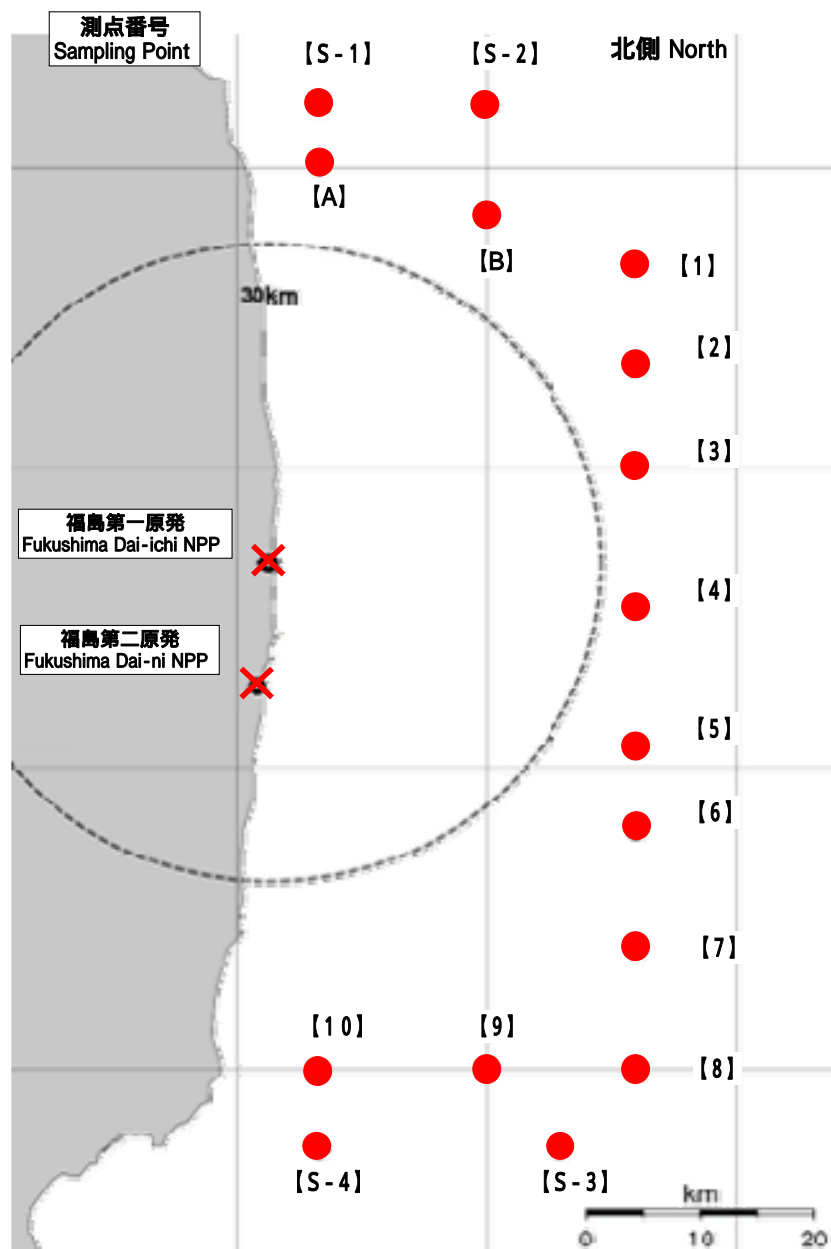 測点番号
Sampling Point
【S-1】
【S-2】
北側 North
【A】
【B】
【1】
30km
【2】
【3】
福島第一原発
Fukushima Dai-ichi NPP
【4】
福島第二原発
Fukushima Dai-ni NPP
【5】
【6】
【7】
【10】
【9】
【8】
【S-4】
【S-3】
km
0 10 20